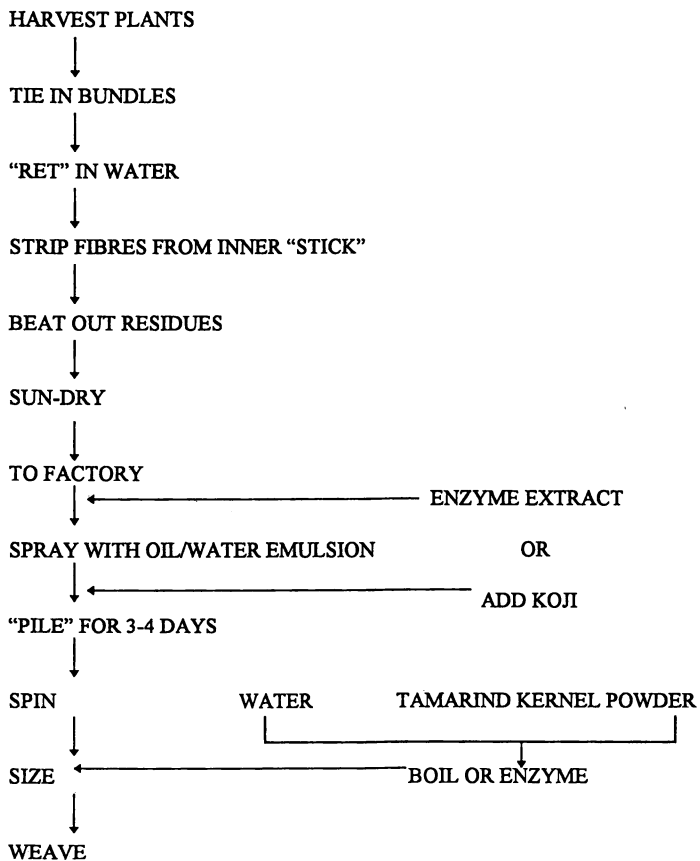 HARVEST PLANTS
TIE IN BUNDLES
“RET” IN WATER
STRIP FIBRES FROM INNER “STICK”
BEAT OUT RESIDUES
SUN-DRY
TO FACTORY
ENZYME EXTRACT
SPRAY WITH OIL/WATER EMULSION OR
ADD KOJI
“PILE” FOR 3-4 DAYS
SPIN WATER TAMARIND KERNEL POWDER
SIZE BOIL OR ENZYME
WEAVE